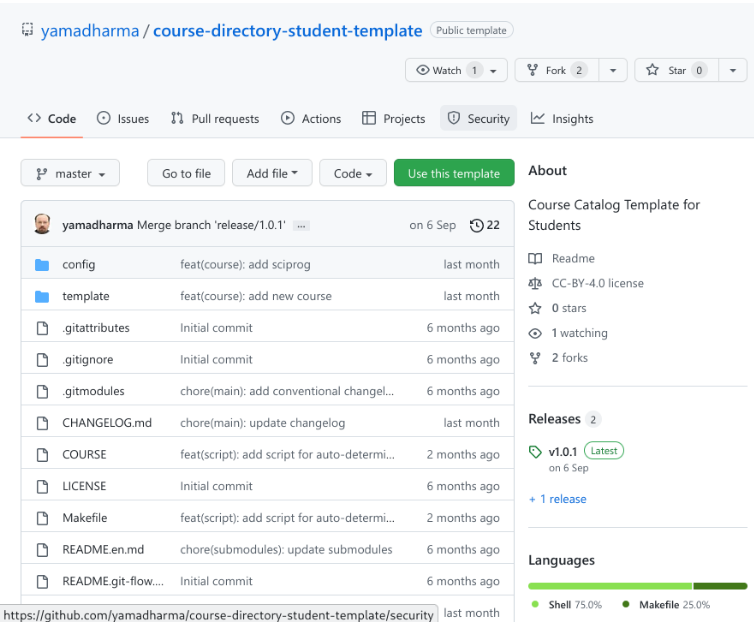 yamadharma / course-directory-student-template Public template
Watch 1 Fork 2 Star 0
Code Issues Pull requests Actions Projects Security Insights
master Go to file Add file Code Use this template
yamadharma Merge branch 'release/1.0.1' ... on 6 Sep 22
config feat(course): add sciprog last month
template feat(course): add new course last month
.gitattributes Initial commit 6 months ago
.gitignore Initial commit 6 months ago
.gitmodules chore(main): add conventional changel... 6 months ago
CHANGELOG.md chore(main): update changelog last month
COURSE feat(script): add script for auto-determi... 2 months ago
LICENSE Initial commit 6 months ago
Makefile feat(script): add script for auto-determi... 2 months ago
README.en.md chore(submodules): update submodules 6 months ago
README.git-flow.... Initial commit 6 months ago
last month
https://github.com/yamadharma/course-directory-student-template/security
About
Course Catalog Template for
Students
Readme
CC-BY-4.0 license
0 stars
1 watching
2 forks
Releases 2
v1.0.1 Latest
on 6 Sep
+ 1 release
Languages
Shell 75.0% Makefile 25.0%